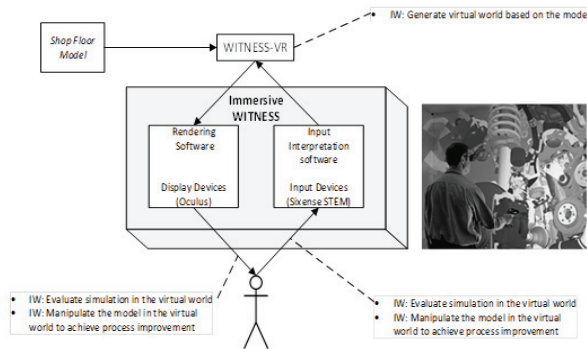 • IW: Generate virtual world based on the mode
Shop Floor
Model
WITNESS-VR
Immersive
WITNESS
Rendering
Software
Display Devices
(Oculus)
Input
Interpretation
software
Input Devices
(Sixense STEM)
• IW: Evaluate simulation in the virtual world
• IW: Manipulate the model in the virtual
world to achieve process improvement
• IW: Evaluate simulation in the virtual world
• IW: Manipulate the model in the virtual
world to achieve process improvement